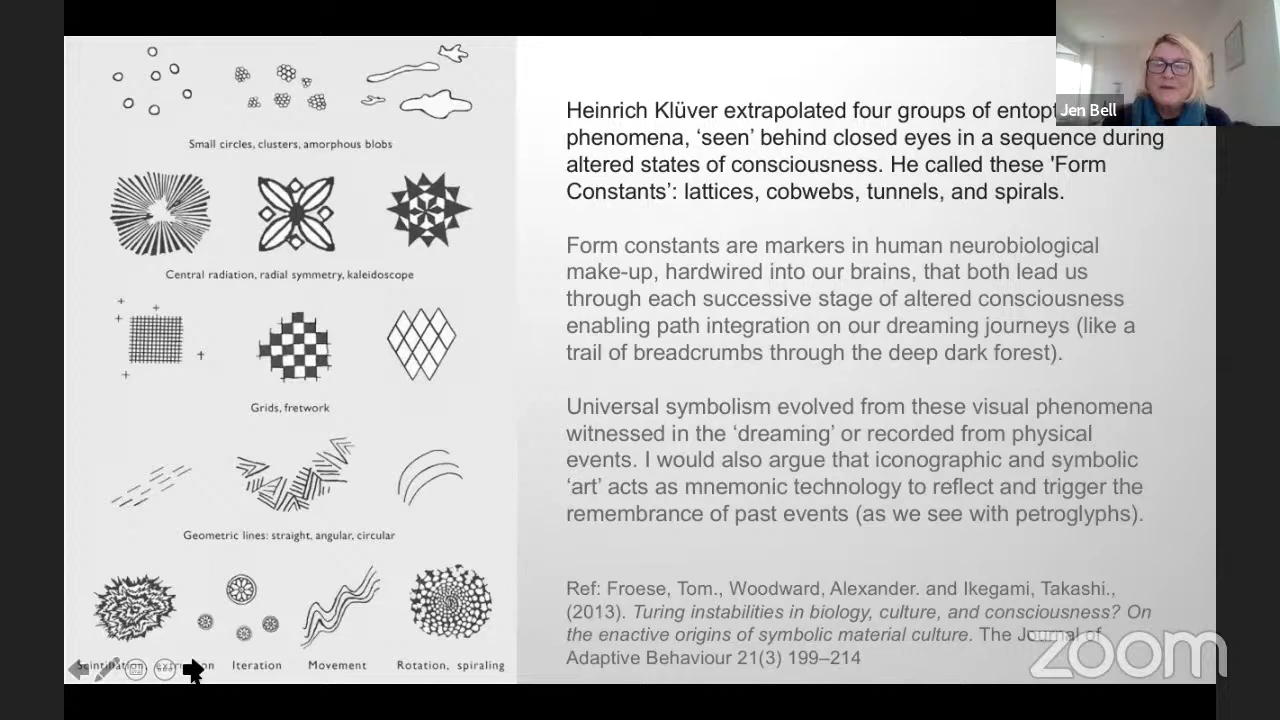 Small circles, clusters, amorphous blobs
Central radiation, radial symmetry, kaleidoscope
Grids, fretwork
Geometric lines: straight, angular, circular
Iteration Movement Rotation, spiraling
Heinrich Klüver extrapolated four groups of
phenomena, ‘seen’ behind closed eyes in a sequence during
altered states of consciousness. He called these 'Form
Constants’: lattices, cobwebs, tunnels, and spirals.
Form constants are markers in human neurobiological
make-up, hardwired into our brains, that both lead us
through each successive stage of altered consciousness
enabling path integration on our dreaming journeys (like a
trail of breadcrumbs through the deep dark forest).
Universal symbolism evolved from these visual phenomena
witnessed in the ‘dreaming’ or recorded from physical
events. I would also argue that iconographic and symbolic
‘art’ acts as mnemonic technology to reflect and trigger the
remembrance of past events (as we see with petroglyphs).
Ref: Froese, Tom., Woodward, Alexander. and Ikegami, Takashi.,
(2013). Turing instabilities in biology, culture, and consciousness? On
the enactive origins of symbolic material culture. The Journal of
Adaptive Behaviour 21(3) 199–214
Jen Bell
zoom